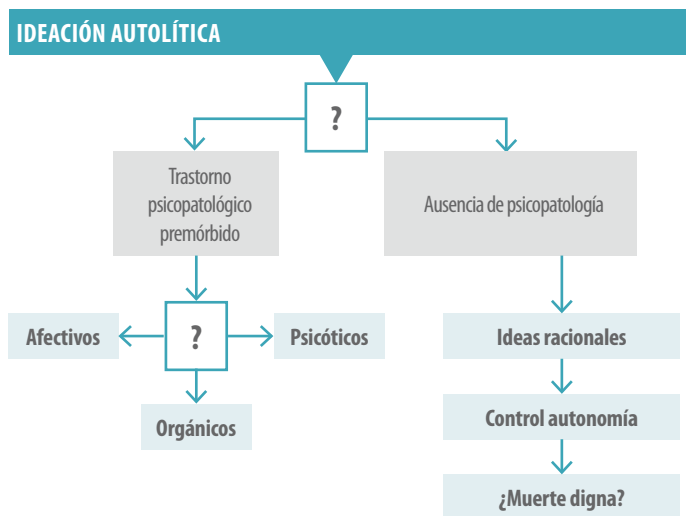 IDEACIÓN AUTOLÍTICA
?
Trastorno
psicopatológico
premórbido
Ausencia de psicopatología
Afectivos
?
Psicóticos
Orgánicos
Ideas racionales
Control autonomía
¿Muerte digna?